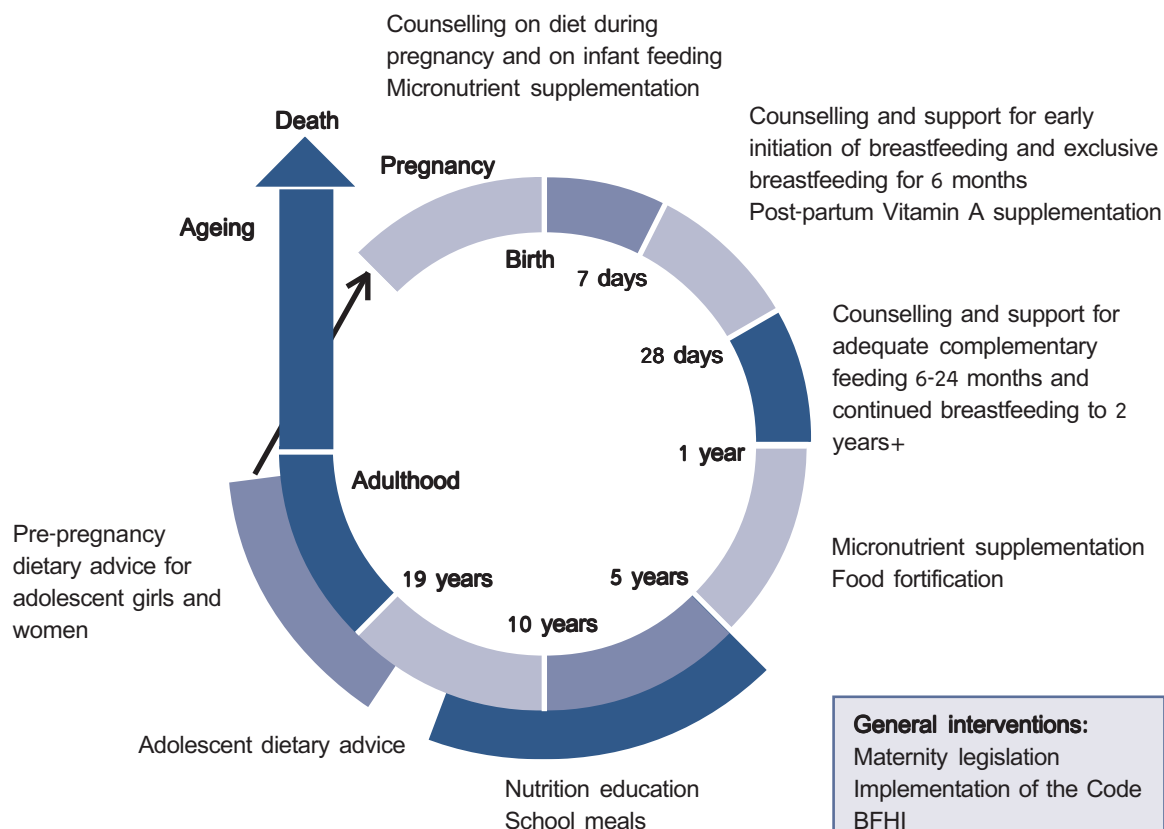 Counselling on diet during
pregnancy and on infant feeding
Micronutrient supplementation
Death
Pregnancy
Counselling and support for early
initiation of breastfeeding and exclusive
breastfeeding for 6 months
Post-partum Vitamin A supplementation
Ageing
Birth
7 days
28 days
Counselling and support for
adequate complementary
feeding 6-24 months and
continued breastfeeding to 2
years+
1 year
Adulthood
Pre-pregnancy
dietary advice for
adolescent girls and
women
19 years
5 years
10 years
Micronutrient supplementation
Food fortification
Adolescent dietary advice
Nutrition education
School meals
General interventions:
Maternity legislation
Implementation of the Code
BFHI